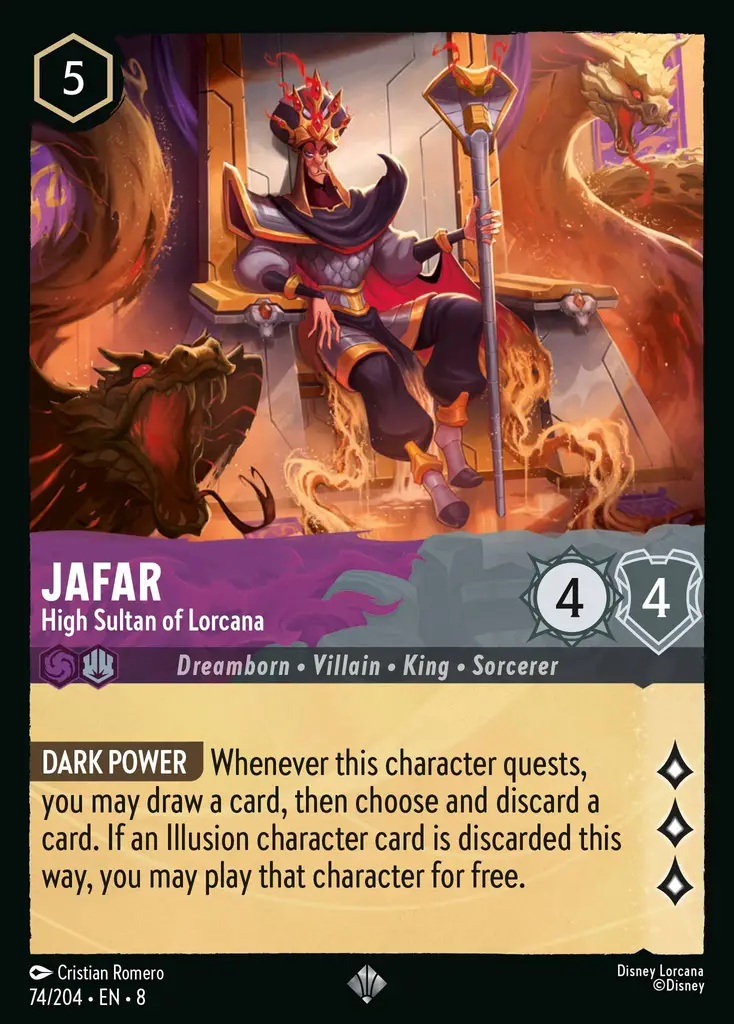 5
JAFAR
High Sultan of Lorcana
4
4
Dreamborn • Villain • King • Sorcerer
DARK POWER Whenever this character quests,
you may draw a card, then choose and discard a
card. If an Illusion character card is discarded this
way, you may play that character for free.
Cristian Romero
74/204 • EN • 8
Disney Lorcana
©Disney